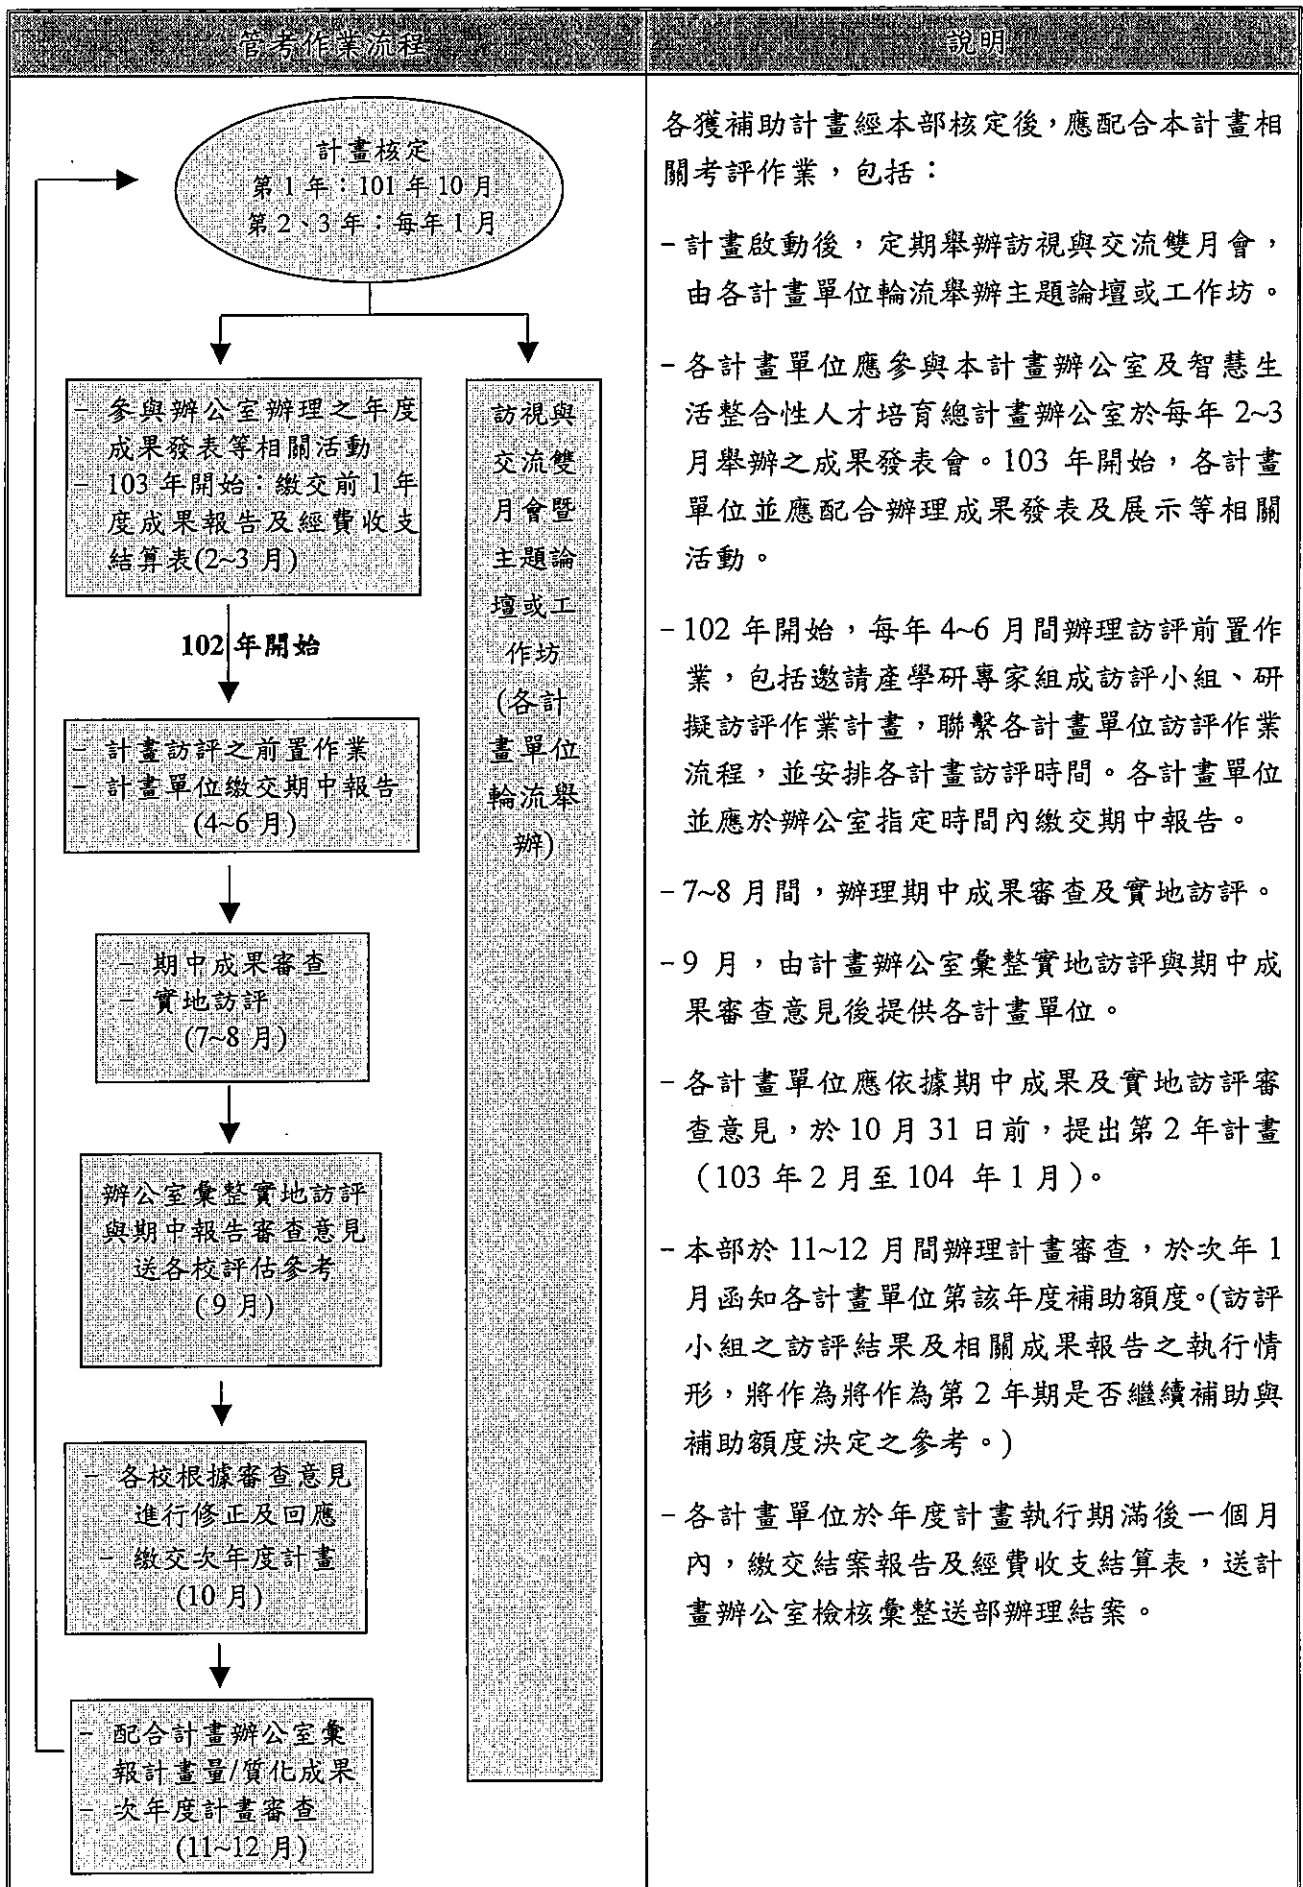 管考作業流程
說明
計畫核定
第1年：101年10月
第2、3年：每年1月
- 參與辦公室辦理之年度
成果發表等相關活動
- 103年開始：繳交前1年
度成果報告及經費收支
結算表(2~3月)
102年開始
- 計畫訪評之前置作業
- 計畫單位繳交期中報告
(4~6月)
- 期中成果審查
- 實地訪評
(7~8月)
辦公室彙整實地訪評
與期中報告審查意見
送各校評估參考
(9月)
- 各校根據審查意見
進行修正及回應
- 繳交次年度計畫
(10月)
- 配合計畫辦公室彙
報計畫量/質化成果
- 次年度計畫審查
(11~12月)
訪視與
交流雙
月會暨
主題論
壇或工
作坊
(各計
畫單位
輪流舉
辦)
各獲補助計畫經本部核定後，應配合本計畫相
關考評作業，包括：
- 計畫啟動後，定期舉辦訪視與交流雙月會，
由各計畫單位輪流舉辦主題論壇或工作坊。
- 各計畫單位應參與本計畫辦公室及智慧生
活整合性人才培育總計畫辦公室於每年2~3
月舉辦之成果發表會。103年開始，各計畫
單位並應配合辦理成果發表及展示等相關
活動。
- 102年開始，每年4~6月間辦理訪評前置作
業，包括邀請產學研專家組成訪評小組、研
擬訪評作業計畫，聯繫各計畫單位訪評作業
流程，並安排各計畫訪評時間。各計畫單位
並應於辦公室指定時間內繳交期中報告。
- 7~8月間，辦理期中成果審查及實地訪評。
- 9月，由計畫辦公室彙整實地訪評與期中成
果審查意見後提供各計畫單位。
- 各計畫單位應依據期中成果及實地訪評審
查意見，於10月31日前，提出第2年計畫
（103年2月至104年1月）。
- 本部於11~12月間辦理計畫審查，於次年1
月函知各計畫單位第該年度補助額度。(訪評
小組之訪評結果及相關成果報告之執行情
形，將作為將作為第2年期是否繼續補助與
補助額度決定之參考。)
- 各計畫單位於年度計畫執行期滿後一個月
內，繳交結案報告及經費收支結算表，送計
畫辦公室檢核彙整送部辦理結案。